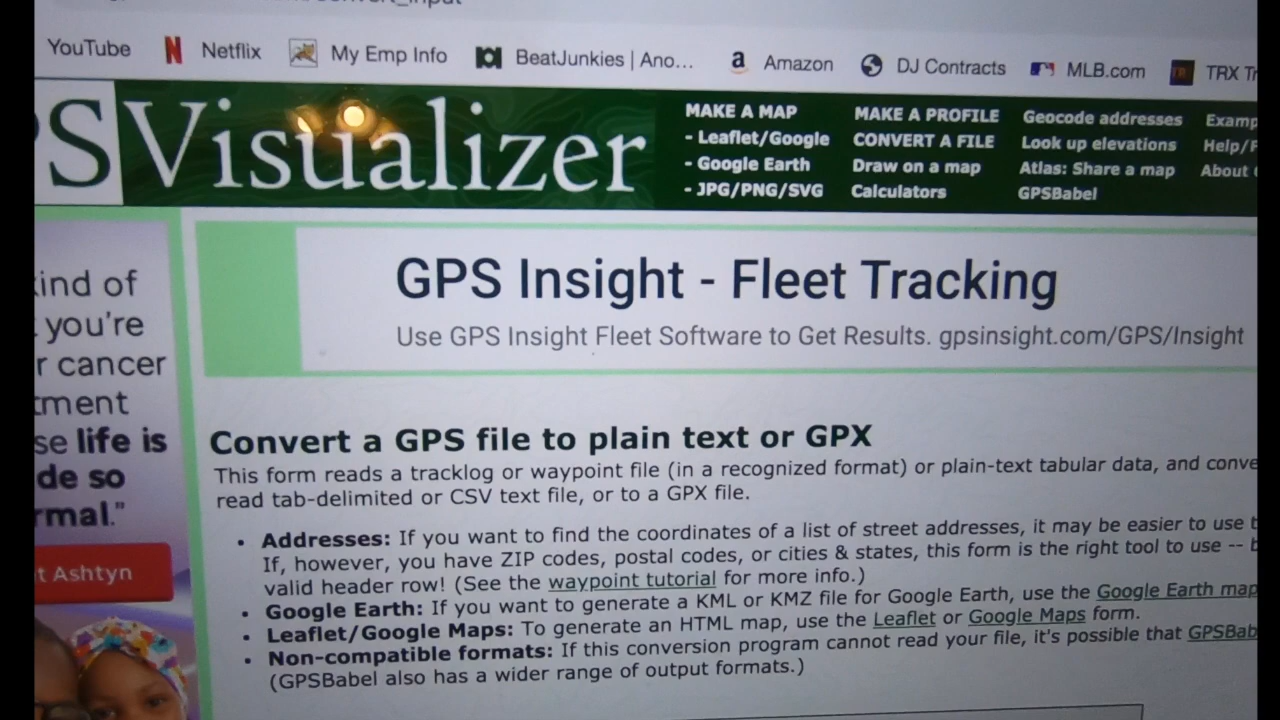 YouTube Netflix My Emp Info BeatJunkies | Ano... Amazon DJ Contracts MLB.com TRX
S Visualizer
MAKE A MAP
- Leaflet/Google
- Google Earth
- JPG/PNG/SVG
MAKE A PROFILE
CONVERT A FILE
Draw on a map
Calculators
Geocode addresses
Look up elevations
Atlas: Share a map
GPSBabel
Examp
Help/F
About
GPS Insight - Fleet Tracking
Use GPS Insight Fleet Software to Get Results. gpsinsight.com/GPS/Insight
ind of
you're
r cancer
tment
se life is
de so
rmal."
t Ashtyn
Convert a GPS file to plain text or GPX
This form reads a tracklog or waypoint file (in a recognized format) or plain-text tabular data, and conve
read tab-delimited or CSV text file, or to a GPX file.
• Addresses: If you want to find the coordinates of a list of street addresses, it may be easier to use t
If, however, you have ZIP codes, postal codes, or cities & states, this form is the right tool to use -- b
valid header row! (See the waypoint tutorial for more info.)
• Google Earth: If you want to generate a KML or KMZ file for Google Earth, use the Google Earth map
• Leaflet/Google Maps: To generate an HTML map, use the Leaflet or Google Maps form.
• Non-compatible formats: If this conversion program cannot read your file, it's possible that GPSBab
(GPSBabel also has a wider range of output formats.)